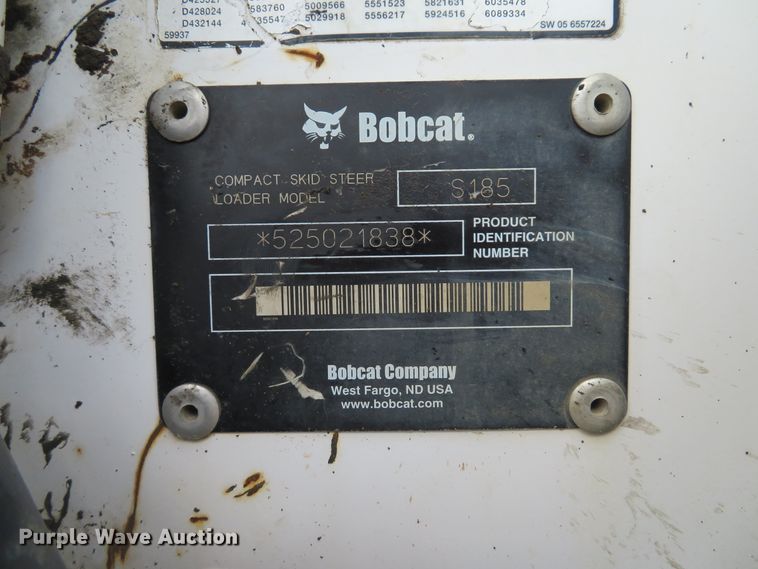 583760 5009566 5551523 5821631 6035478
D428024 5029918 5556217 5924516 6089334
D432144
59937
SW 05 6557224
Bobcat®
COMPACT SKID STEER
LOADER MODEL
S185
*525021838*
PRODUCT
IDENTIFICATION
NUMBER
Bobcat Company
West Fargo, ND USA
www.bobcat.com
Purple Wave Auction